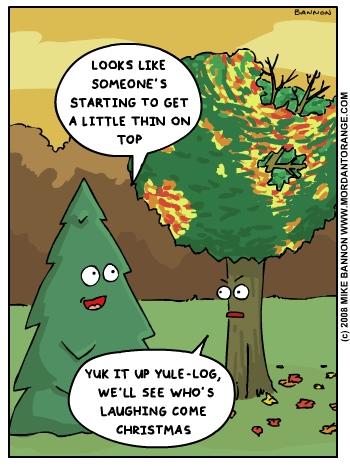 BANNON
LOOKS LIKE
SOMEONE'S
STARTING TO GET
A LITTLE THIN ON
TOP
YUK IT UP YULE-LOG,
WE'LL SEE WHO'S
LAUGHING COME
CHRISTMAS
(c) 2008 MIKE BANNON WWW.MORDANTORANGE.COM